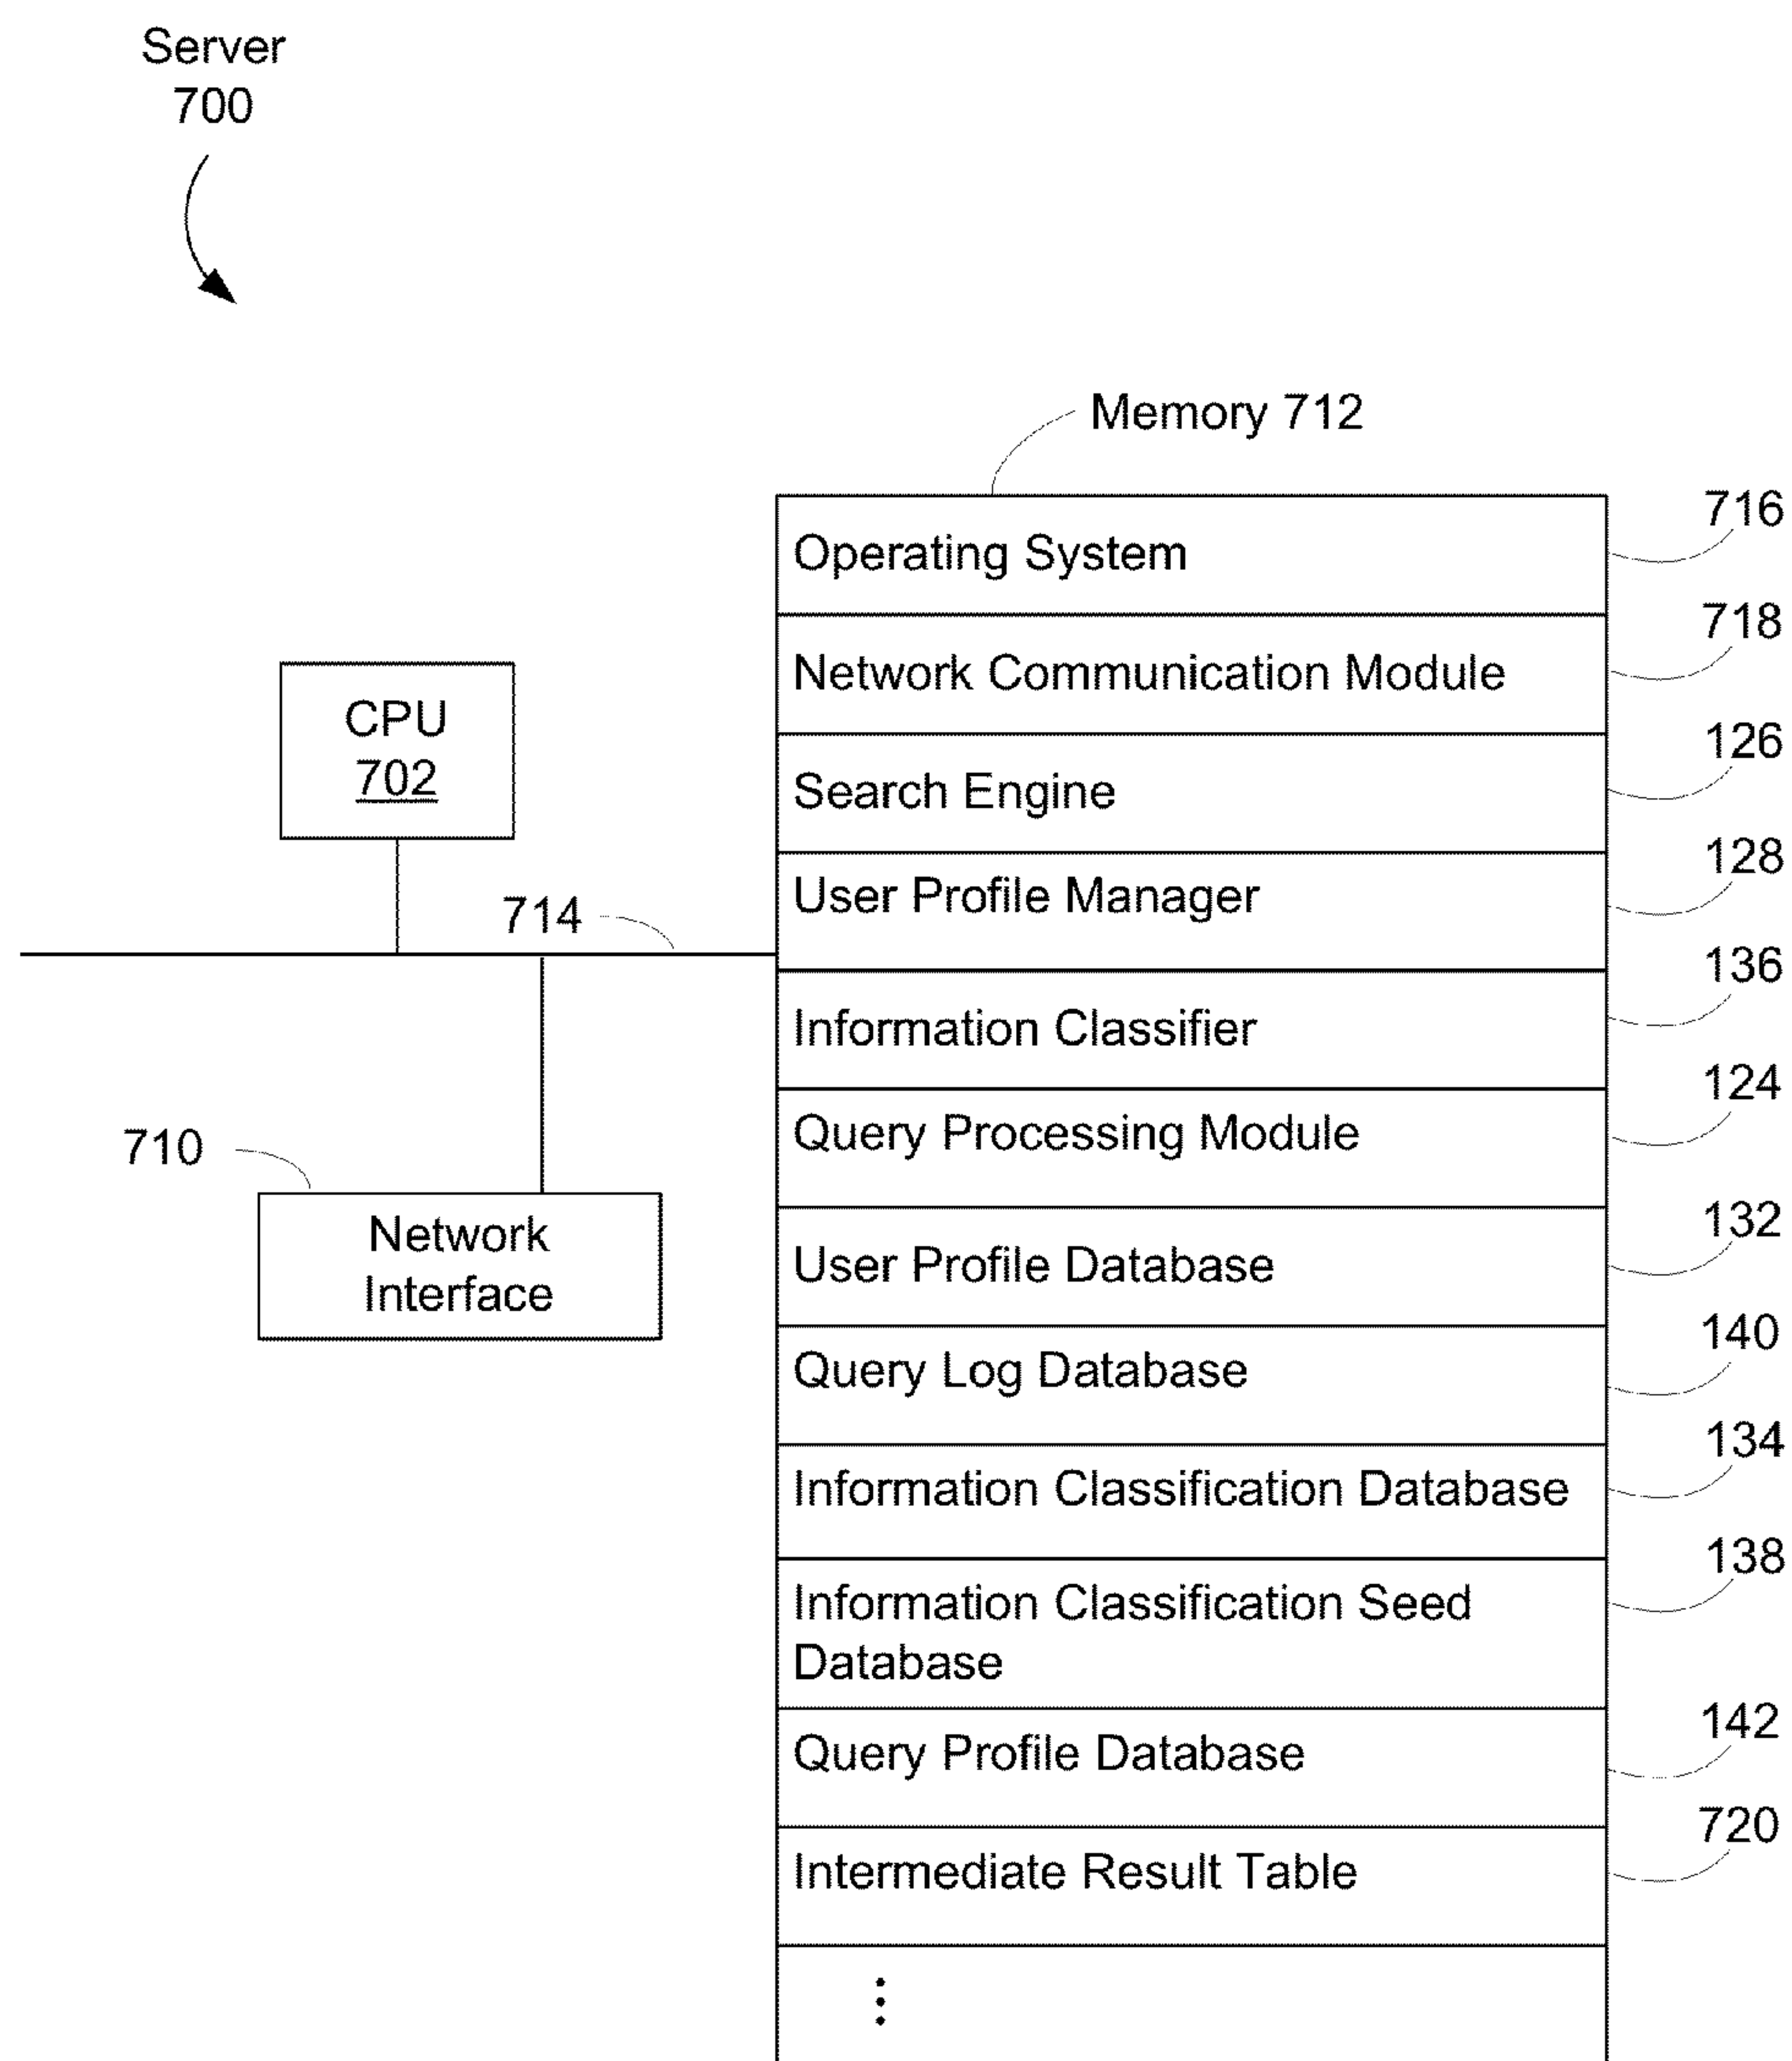 Server
700
Memory 712
716
Operating System
718
Network Communication Module
CPU
702
126
Search Engine
128
User Profile Manager
714
136
Information Classifier
124
Query Processing Module
710
Network
Interface
132
User Profile Database
140
Query Log Database
134
Information Classification Database
138
Information Classification Seed
Database
142
Query Profile Database
720
Intermediate Result Table
⋮